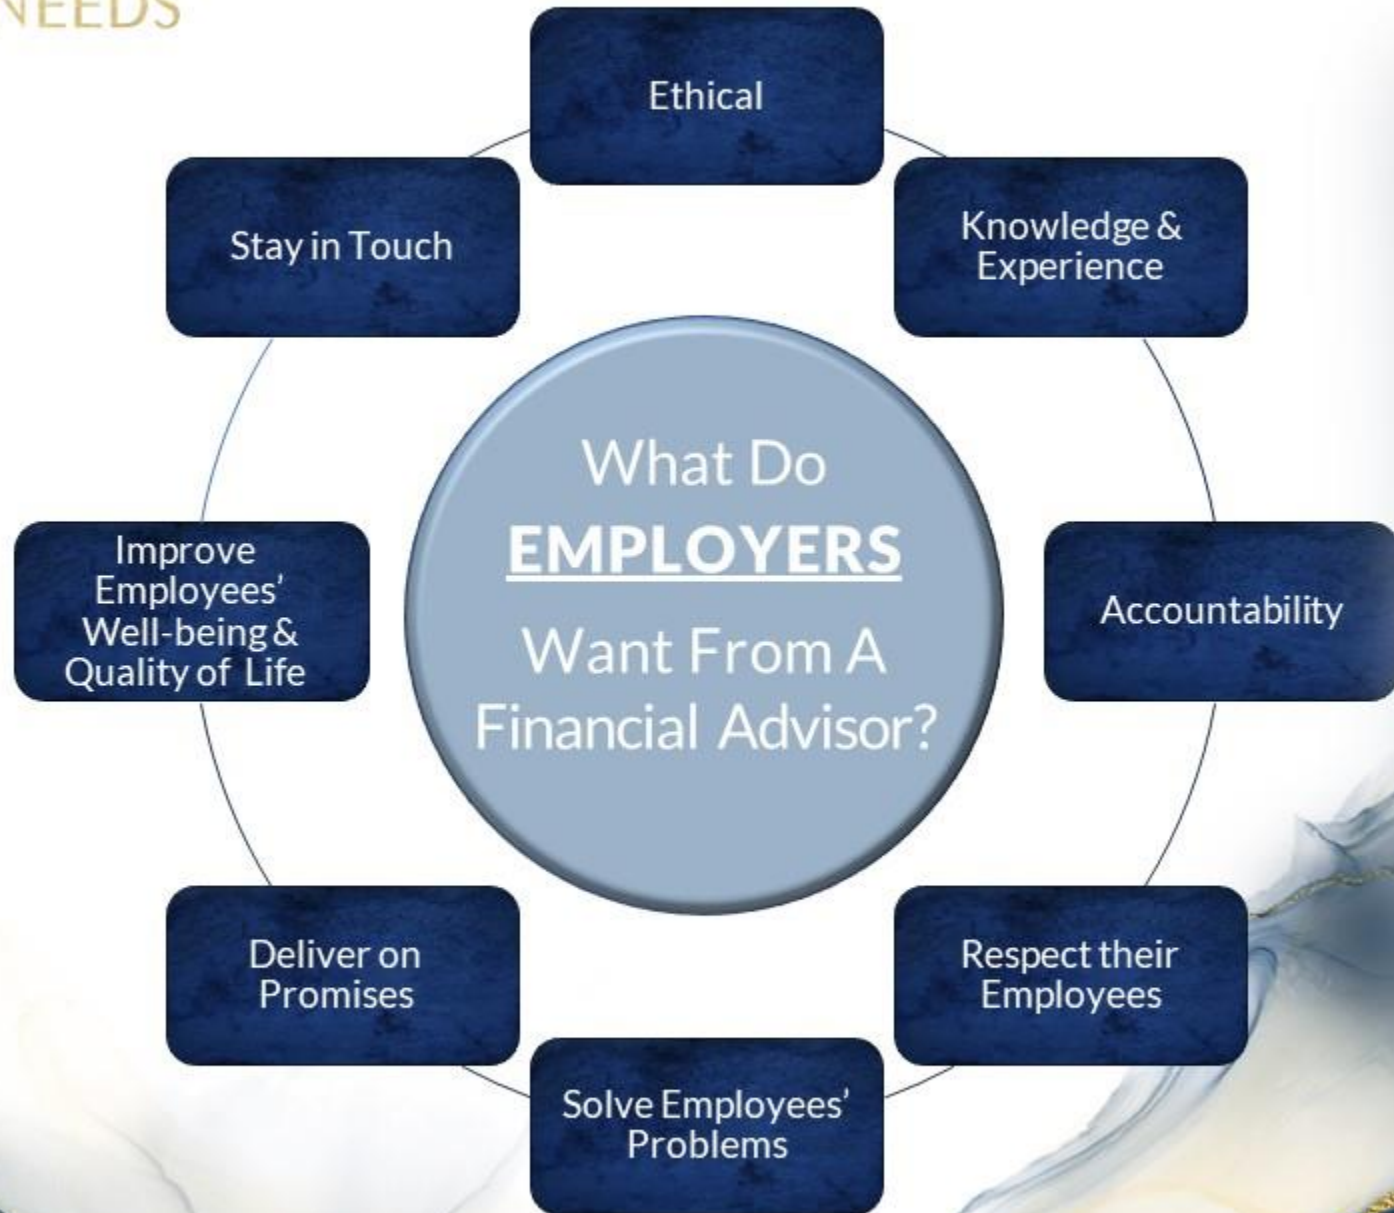 NEEDS
Ethical
Knowledge &
Experience
Accountability
Respect their
Employees
Solve Employees'
Problems
Deliver on
Promises
Improve
Employees'
Well-being &
Quality of Life
Stay in Touch
What Do
EMPLOYERS
Want From A
Financial Advisor?